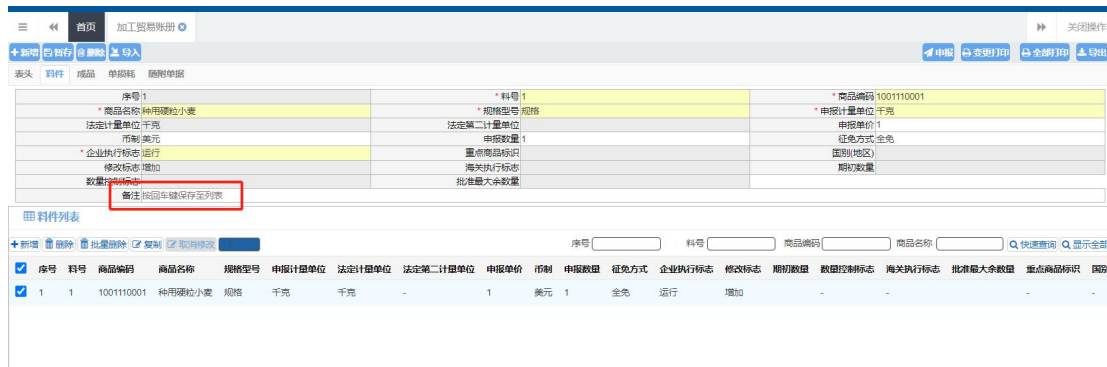 首页 加工贸易账册 关闭操作
新增 暂存 删除 导入 申报 变更打印 全部打印 导出
表头 料件 成品 单损耗 随附单据
序号 1 * 料号 1 * 商品编码 1001110001
* 商品名称 种用硬粒小麦 * 规格型号 规格 * 申报计量单位 千克
法定计量单位 千克 法定第二计量单位 申报单价 1
币制 美元 申报数量 1 征免方式 全免
* 企业执行标志 运行 重点商品标识 国别(地区)
修改标志 增加 海关执行标志 期初数量
数量控制标志 批准最大余数量
备注 按回车键保存至列表
料件列表
新增 删除 批量删除 复制 取消修改 序号 料号 商品编码 商品名称 快速查询 显示全部
序号 料号 商品编码 商品名称 规格型号 申报计量单位 法定计量单位 法定第二计量单位 申报单价 币制 申报数量 征免方式 企业执行标志 修改标志 期初数量 数量控制标志 海关执行标志 批准最大余数量 重点商品标识 国别
1 1 1001110001 种用硬粒小麦 规格 千克 千克 - 1 美元 1 全免 运行 增加 - - - -